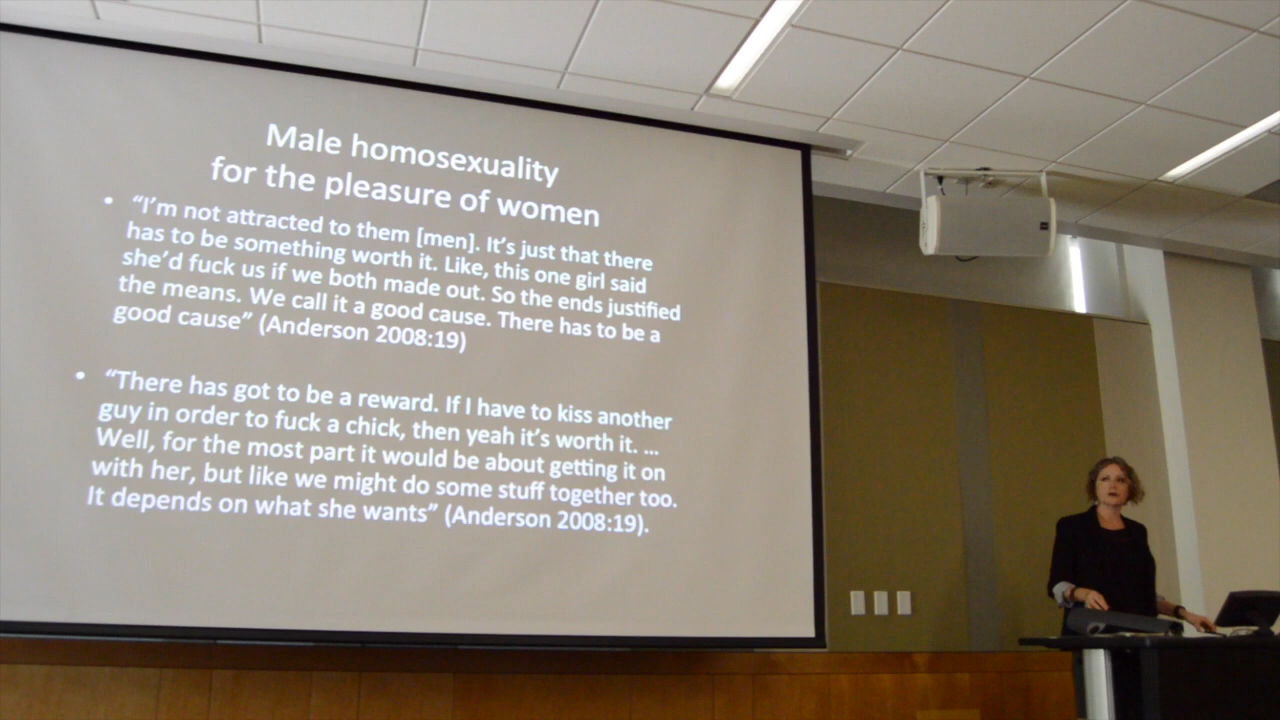 Male homosexuality
for the pleasure of women
• “I’m not attracted to them [men]. It’s just that there
has to be something worth it. Like, this one girl said
she’d fuck us if we both made out. So the ends justified
the means. We call it a good cause. There has to be a
good cause” (Anderson 2008:19)
• “There has got to be a reward. If I have to kiss another
guy in order to fuck a chick, then yeah it’s worth it. ...
Well, for the most part it would be about getting it on
with her, but like we might do some stuff together too.
It depends on what she wants” (Anderson 2008:19).